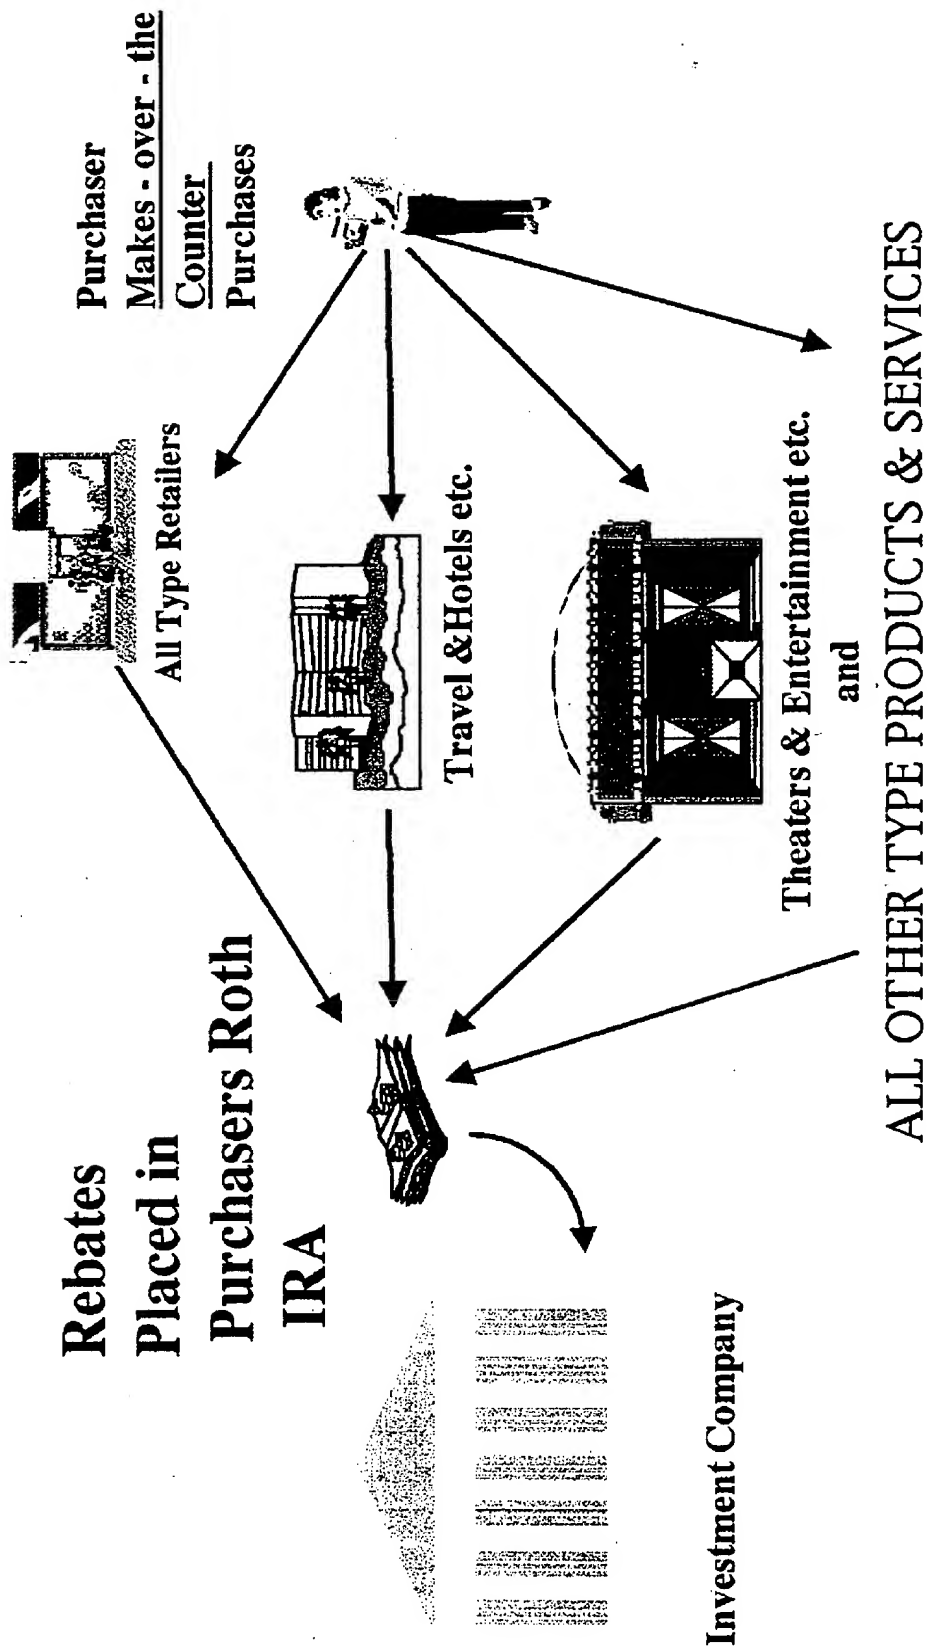 Rebates
Placed in
Purchasers Roth
IRA
Purchaser
Makes - over - the
Counter
Purchases
All Type Retailers
Travel &Hotels etc.
Theaters & Entertainment etc.
and
ALL OTHER TYPE PRODUCTS & SERVICES
Investment Company